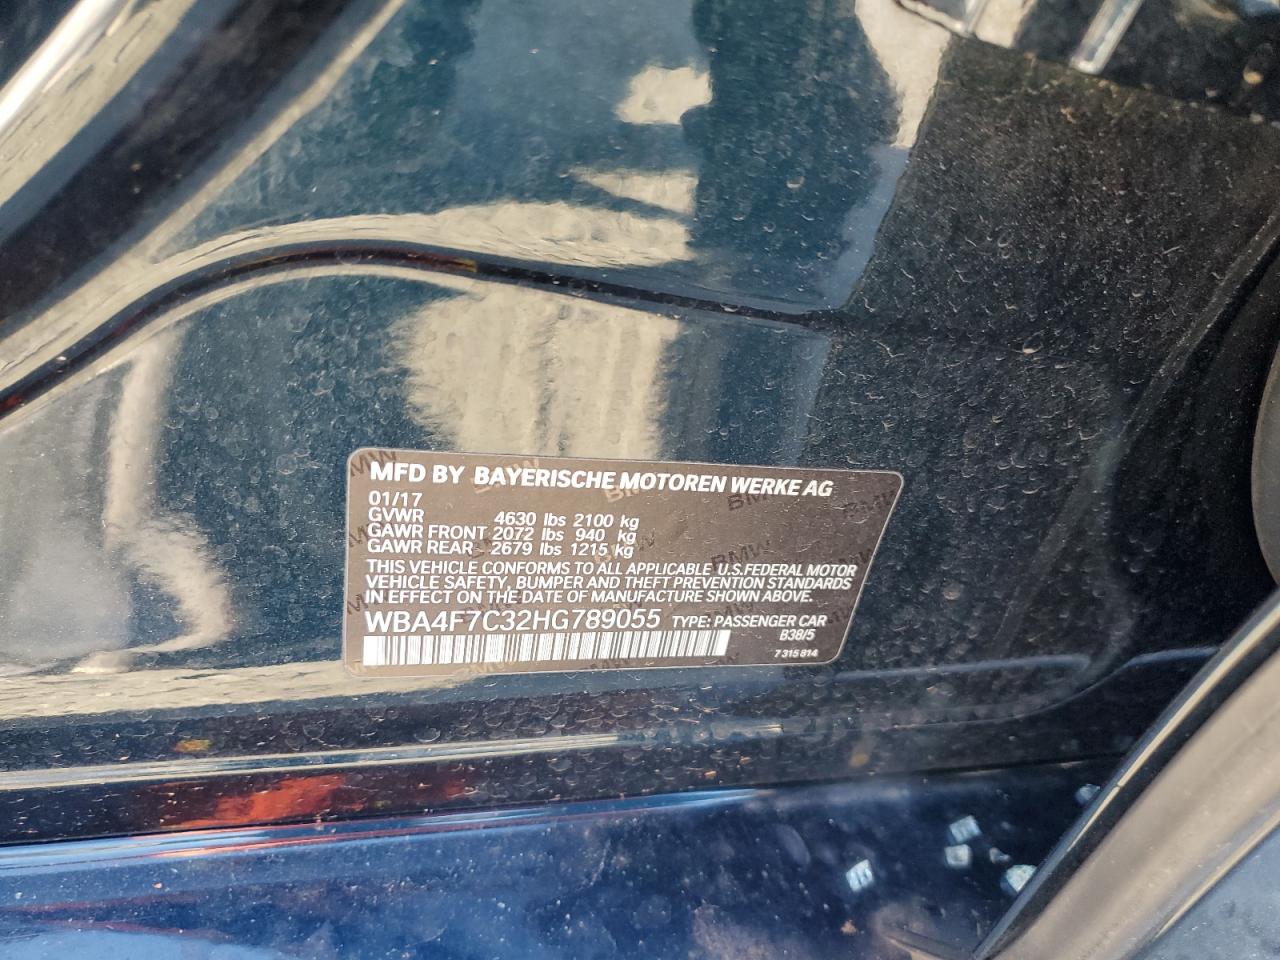 MFD BY BAYERISCHE MOTOREN WERKE AG
01/17
GVWR 4630 lbs 2100 kg
GAWR FRONT 2072 lbs 940 kg
GAWR REAR 2679 lbs 1215 kg
THIS VEHICLE CONFORMS TO ALL APPLICABLE U.S.FEDERAL MOTOR
VEHICLE SAFETY, BUMPER AND THEFT PREVENTION STANDARDS
IN EFFECT ON THE DATE OF MANUFACTURE SHOWN ABOVE.
WBA4F7C32HG789055 TYPE: PASSENGER CAR
B38/5
7 315 814